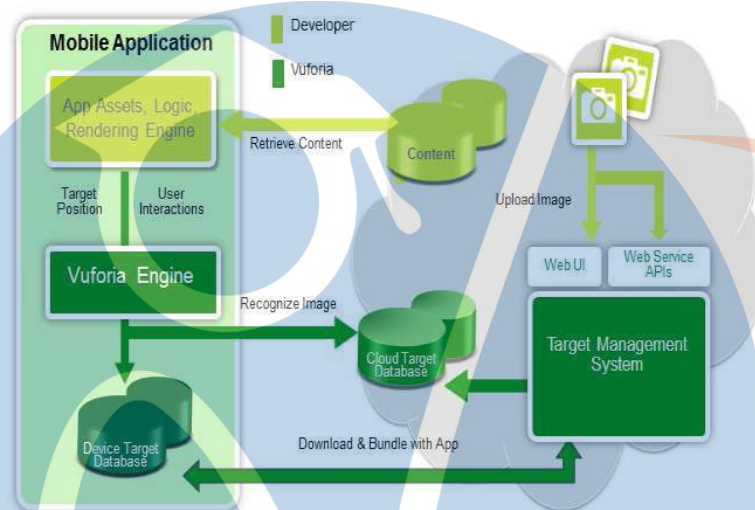 Mobile Application
Developer
Vuforia
App Assets, Logic,
Rendering Engine
Retrieve Content
Content
Target
Position
User
Interactions
Upload Image
Vuforia Engine
Web UI
Web Service
APIs
Recognize Image
Cloud Target
Database
Target Management
System
Device Target
Database
Download & Bundle with App